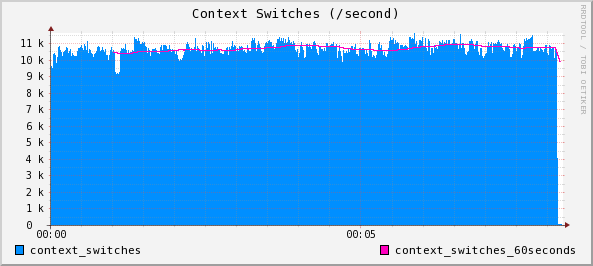 Context Switches (/second)
RRDTOOL / TOBI OETIKER
11 k
10 k
9 k
8 k
7 k
6 k
5 k
4 k
3 k
2 k
1 k
0
00:00 00:05
context_switches context_switches_60seconds